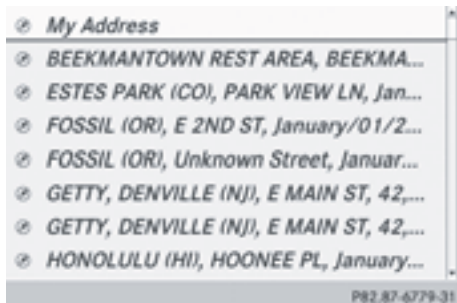 My Address
BEEKMANTOWN REST AREA, BEEKMA...
ESTES PARK (CO), PARK VIEW LN, Jan...
FOSSIL (OR), E 2ND ST, January/01/2...
FOSSIL (OR), Unknown Street, Januar...
GETTY, DENVILLE (NJ), E MAIN ST, 42,...
GETTY, DENVILLE (NJ), E MAIN ST, 42,...
HONOLULU (HI), HOONEE PL, January...
P82.87-6779-31